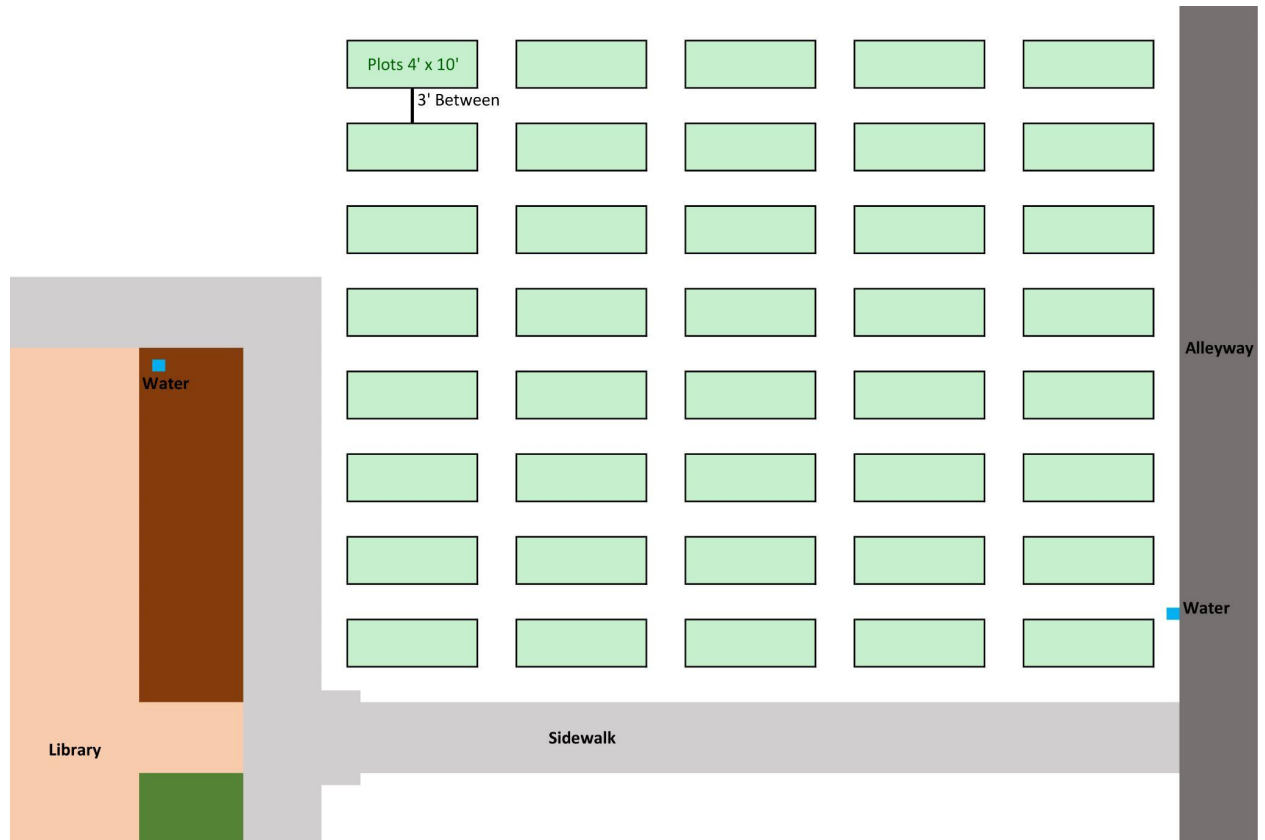 Plots 4' x 10'
3' Between
Alleyway
Water
Water
Sidewalk
Library